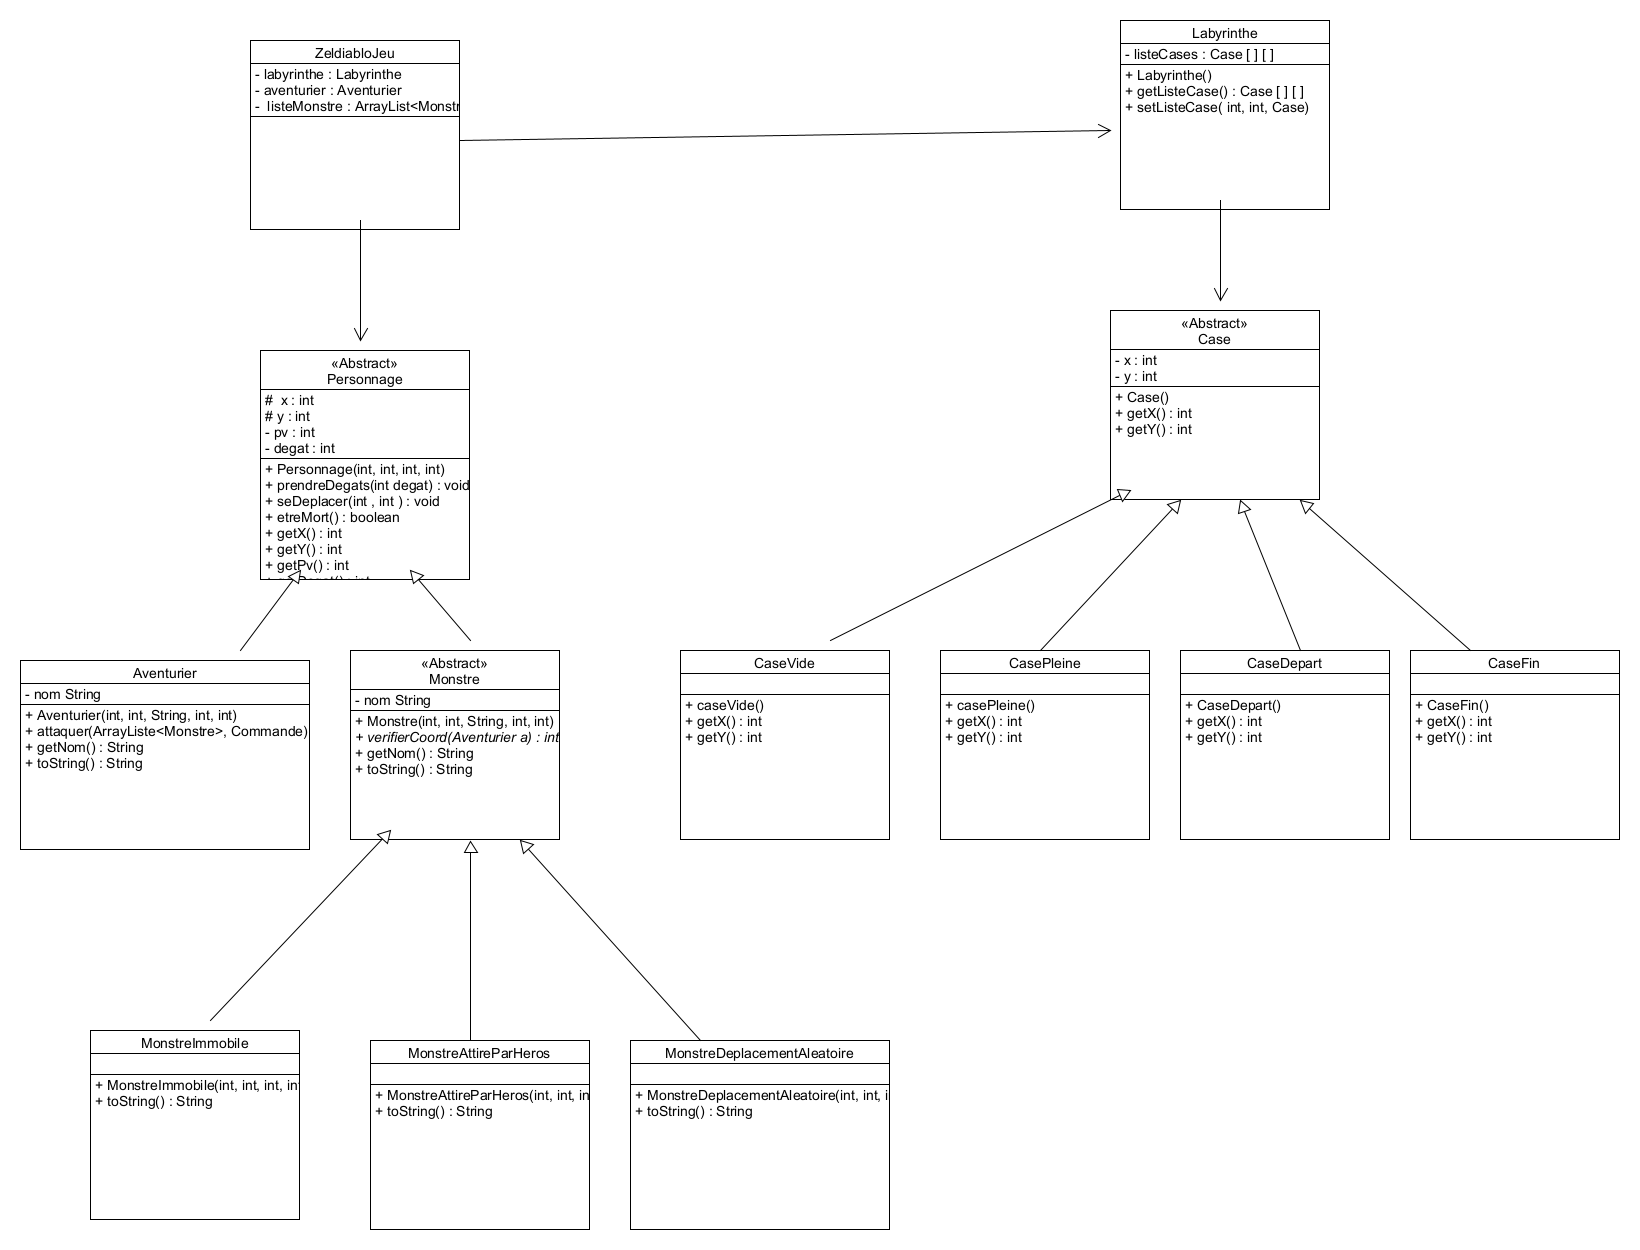 ZeldiabloJeu
- labyrinthe : Labyrinthe
- aventurier : Aventurier
- listeMonstre : ArrayList<Monstr
Labyrinthe
- listeCases : Case [ ] [ ]
+ Labyrinthe()
+ getListeCase() : Case [ ] [ ]
+ setListeCase( int, int, Case)
«Abstract»
Personnage
# x : int
# y : int
- pv : int
- degat : int
+ Personnage(int, int, int, int)
+ prendreDegats(int degat) : void
+ seDeplacer(int , int ) : void
+ etreMort() : boolean
+ getX() : int
+ getY() : int
+ getPv() : int
«Abstract»
Case
- x : int
- y : int
+ Case()
+ getX() : int
+ getY() : int
Aventurier
- nom String
+ Aventurier(int, int, String, int, int)
+ attaquer(ArrayListe<Monstre>, Commande)
+ getNom() : String
+ toString() : String
«Abstract»
Monstre
- nom String
+ Monstre(int, int, String, int, int)
+ verifierCoord(Aventurier a) : int
+ getNom() : String
+ toString() : String
CaseVide
+ caseVide()
+ getX() : int
+ getY() : int
CasePleine
+ casePleine()
+ getX() : int
+ getY() : int
CaseDepart
+ CaseDepart()
+ getX() : int
+ getY() : int
CaseFin
+ CaseFin()
+ getX() : int
+ getY() : int
MonstreImmobile
+ MonstreImmobile(int, int, int, in
+ toString() : String
MonstreAttireParHeros
+ MonstreAttireParHeros(int, int, in
+ toString() : String
MonstreDeplacementAleatoire
+ MonstreDeplacementAleatoire(int, int, i
+ toString() : String